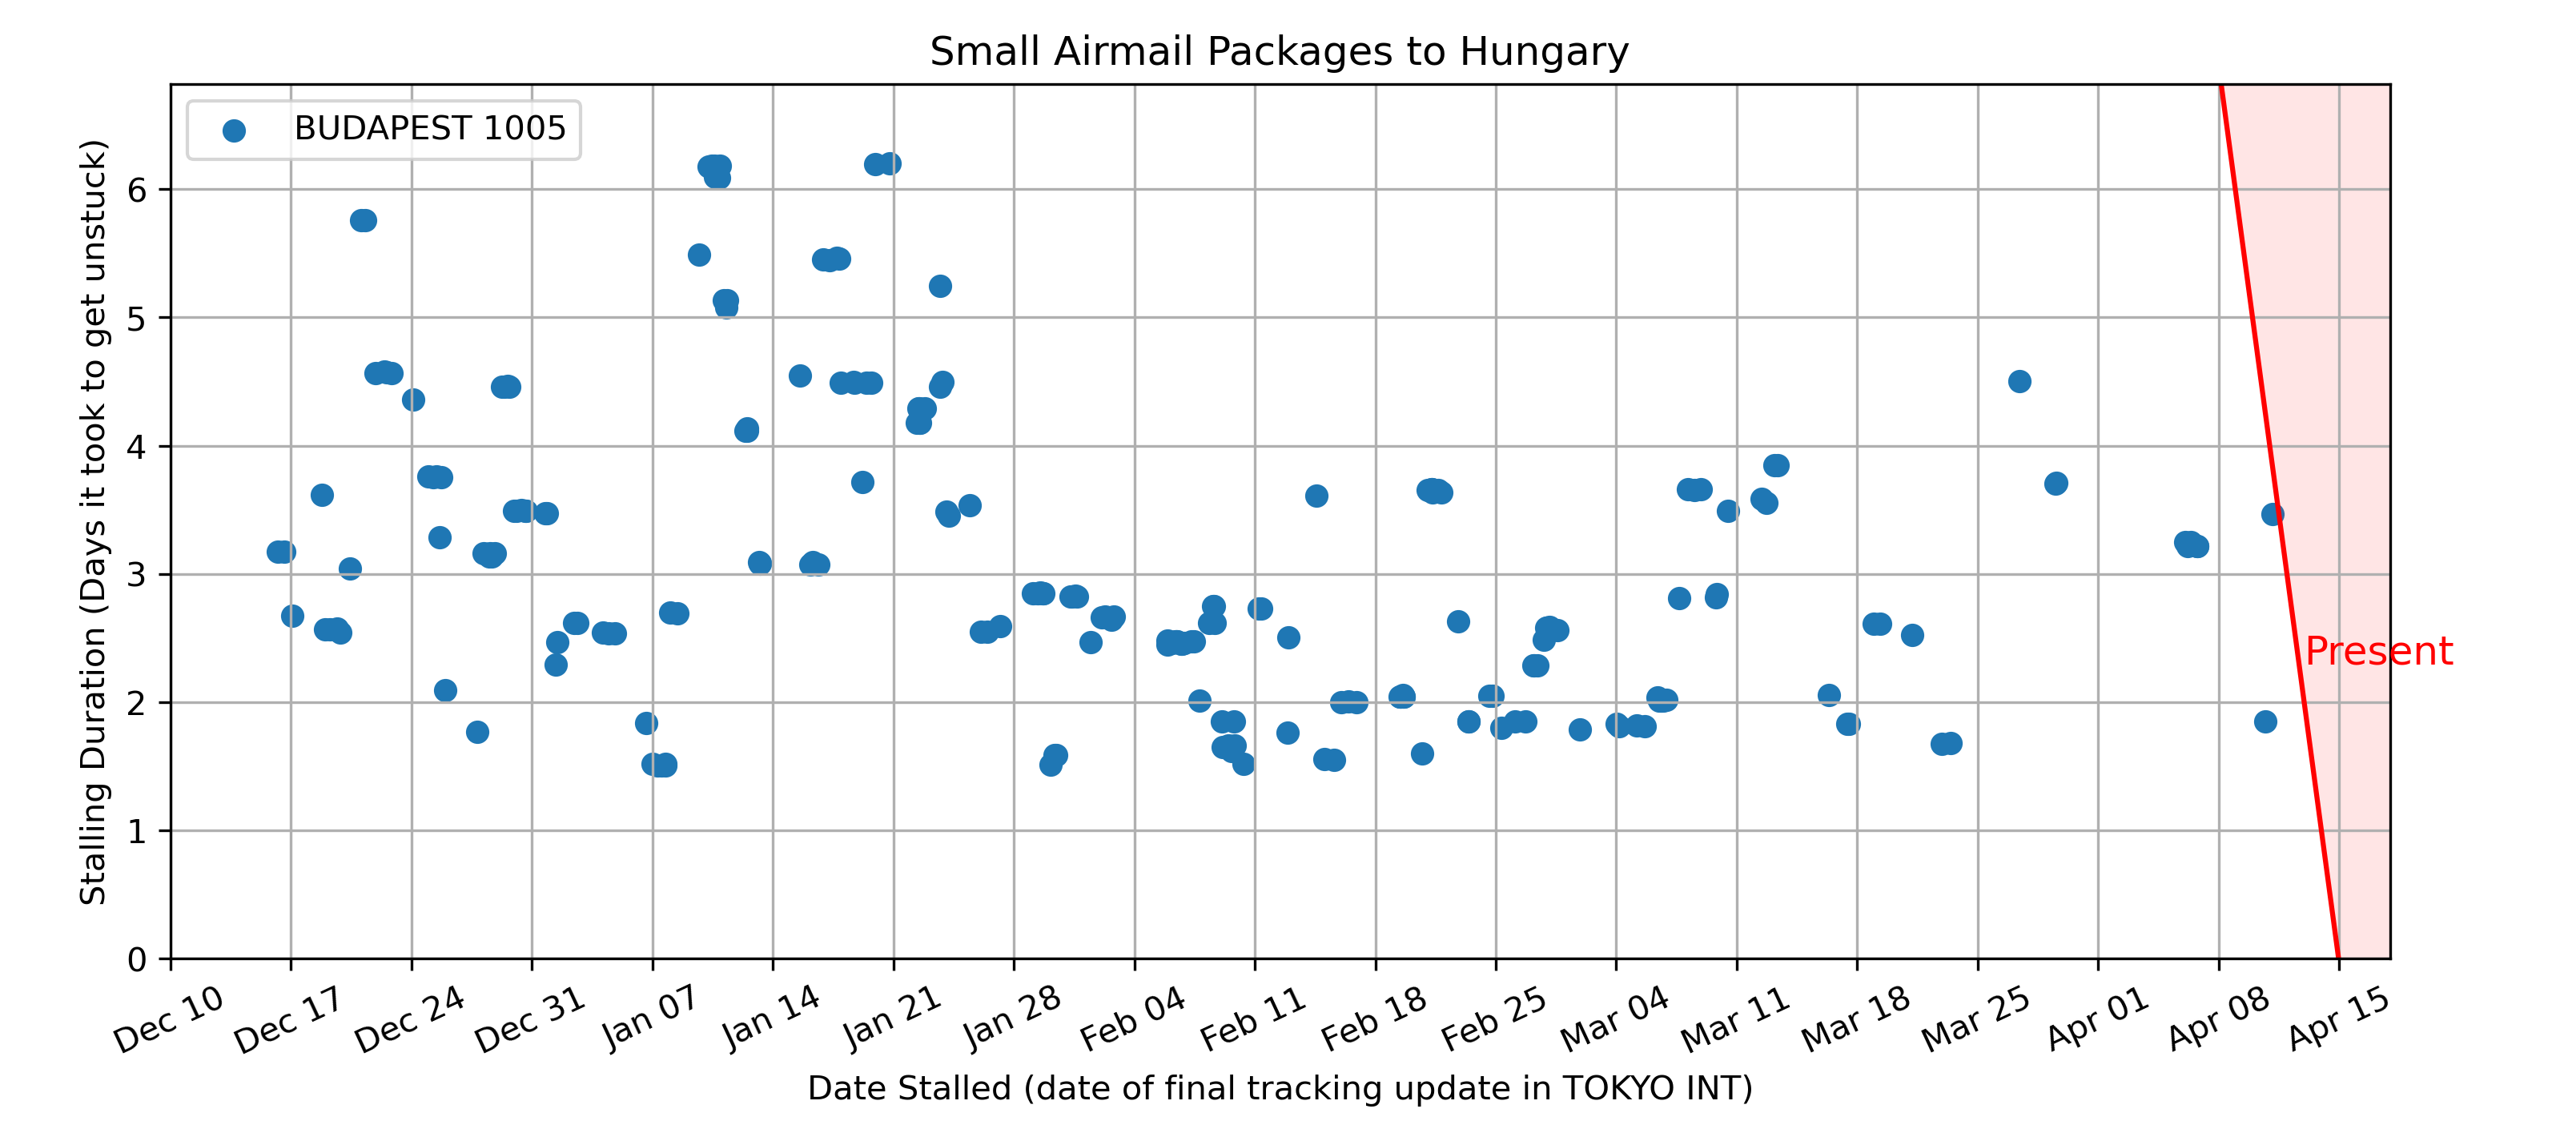 Small Airmail Packages to Hungary
BUDAPEST 1005
Stalling Duration (Days it took to get unstuck)
6
5
4
3
2
1
0
Present
Dec 10 Dec 17 Dec 24 Dec 31 Jan 07 Jan 14 Jan 21 Jan 28 Feb 04 Feb 11 Feb 18 Feb 25 Mar 04 Mar 11 Mar 18 Mar 25 Apr 01 Apr 08 Apr 15
Date Stalled (date of final tracking update in TOKYO INT)